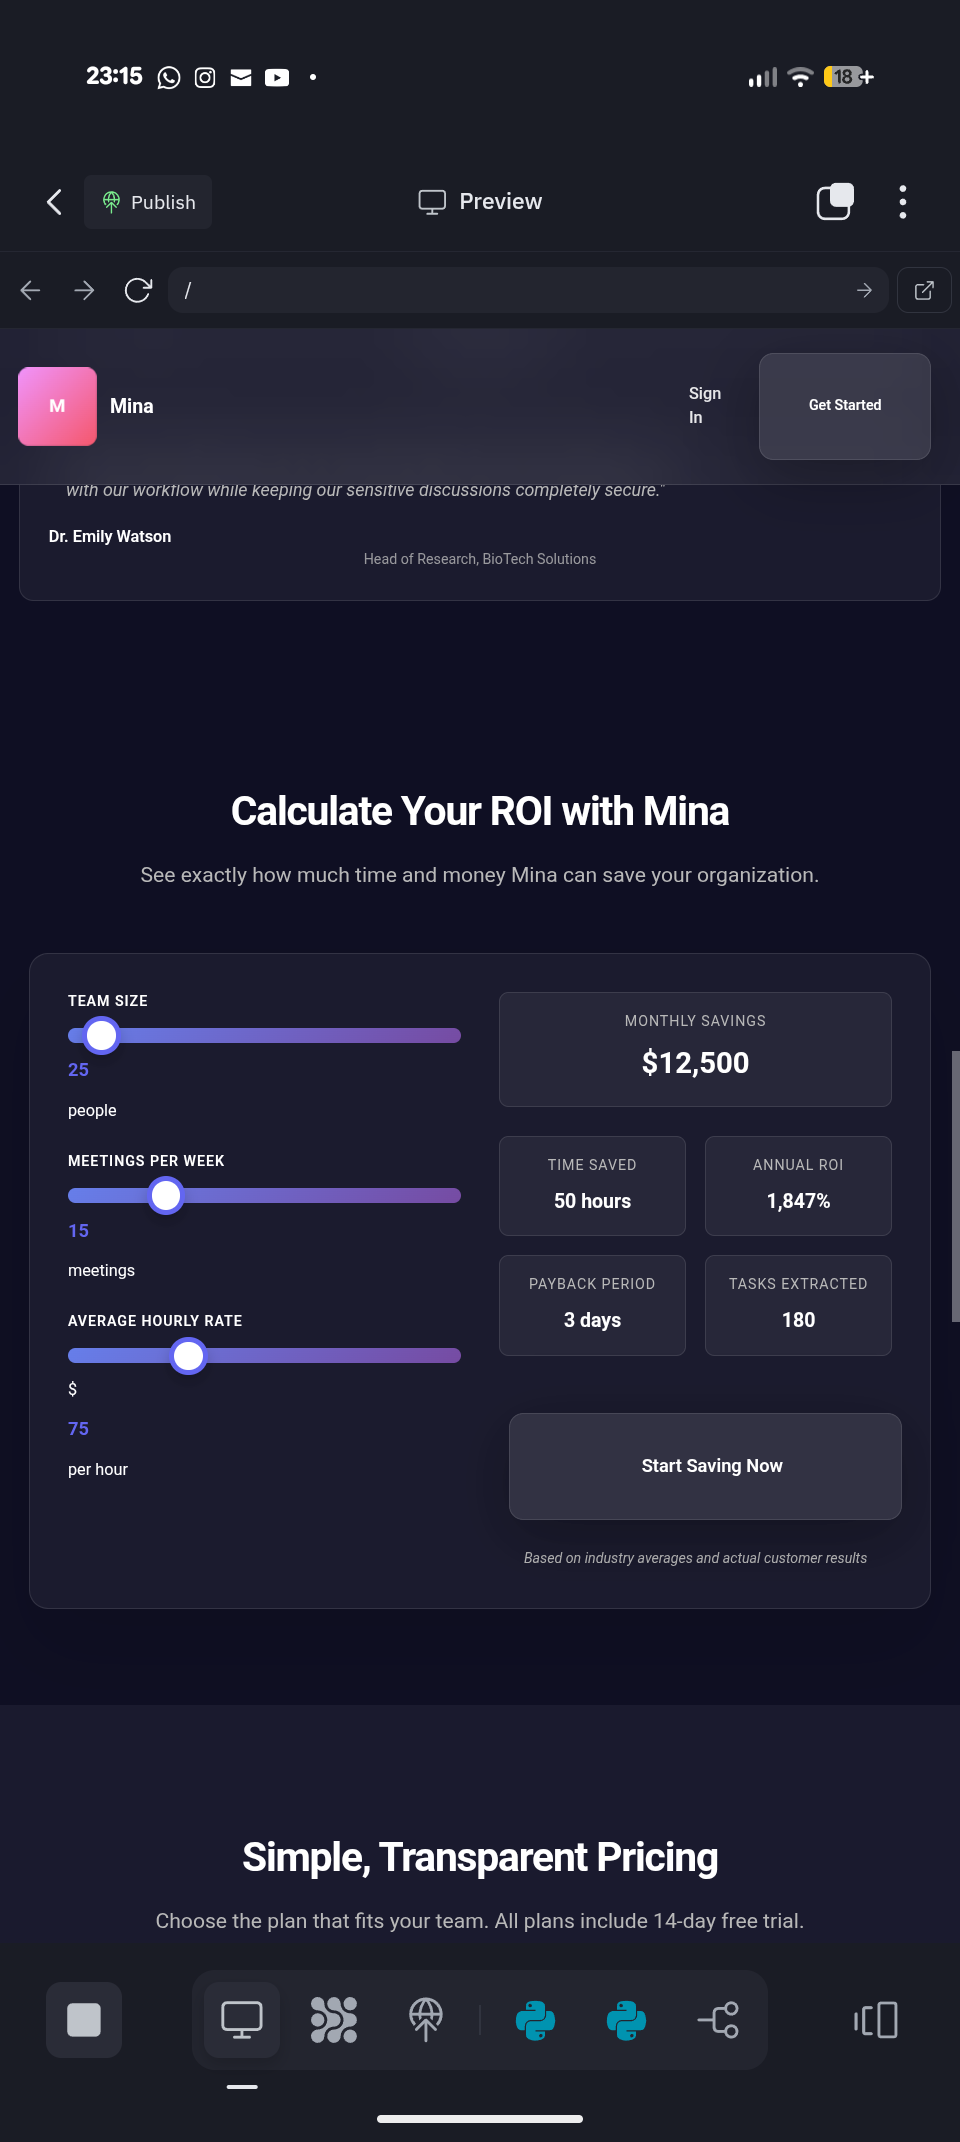 23:15
18
Publish
Preview
/
M
Mina
Sign
In
Get Started
with our workflow while keeping our sensitive discussions completely secure."
Dr. Emily Watson
Head of Research, BioTech Solutions
Calculate Your ROI with Mina
See exactly how much time and money Mina can save your organization.
TEAM SIZE
25
people
MEETINGS PER WEEK
15
meetings
AVERAGE HOURLY RATE
$
75
per hour
MONTHLY SAVINGS
$12,500
TIME SAVED
50 hours
ANNUAL ROI
1,847%
PAYBACK PERIOD
3 days
TASKS EXTRACTED
180
Start Saving Now
Based on industry averages and actual customer results
Simple, Transparent Pricing
Choose the plan that fits your team. All plans include 14-day free trial.